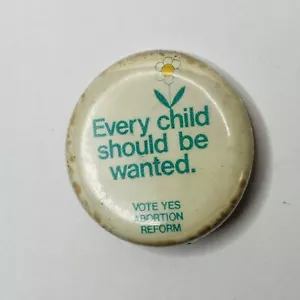 Every child
should be
wanted.
VOTE YES
ABORTION
REFORM